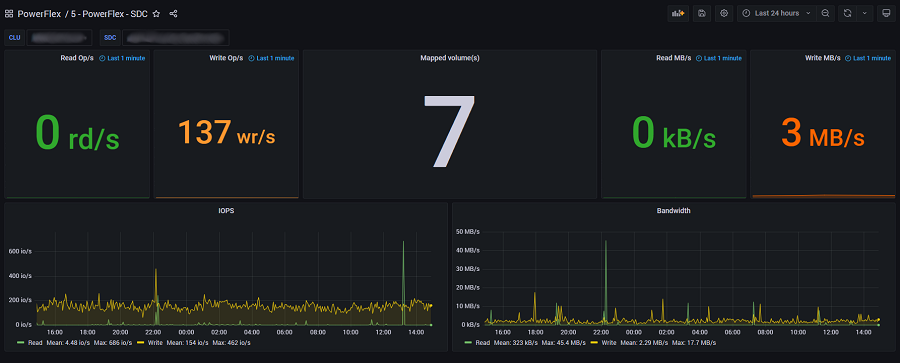 PowerFlex / 5 - PowerFlex - SDC
Last 24 hours
CLU
SDC
Read Op/s Last 1 minute
0 rd/s
Write Op/s Last 1 minute
137 wr/s
Mapped volume(s)
7
Read MB/s Last 1 minute
0 kB/s
Write MB/s Last 1 minute
3 MB/s
IOPS
600 io/s
400 io/s
200 io/s
0 io/s
16:00 18:00 20:00 22:00 00:00 02:00 04:00 06:00 08:00 10:00 12:00 14:00
Read Mean: 4.48 io/s Max: 686 io/s Write Mean: 154 io/s Max: 462 io/s
Bandwidth
50 MB/s
40 MB/s
30 MB/s
20 MB/s
10 MB/s
0 kB/s
16:00 18:00 20:00 22:00 00:00 02:00 04:00 06:00 08:00 10:00 12:00 14:00
Read Mean: 323 kB/s Max: 45.4 MB/s Write Mean: 2.29 MB/s Max: 17.7 MB/s